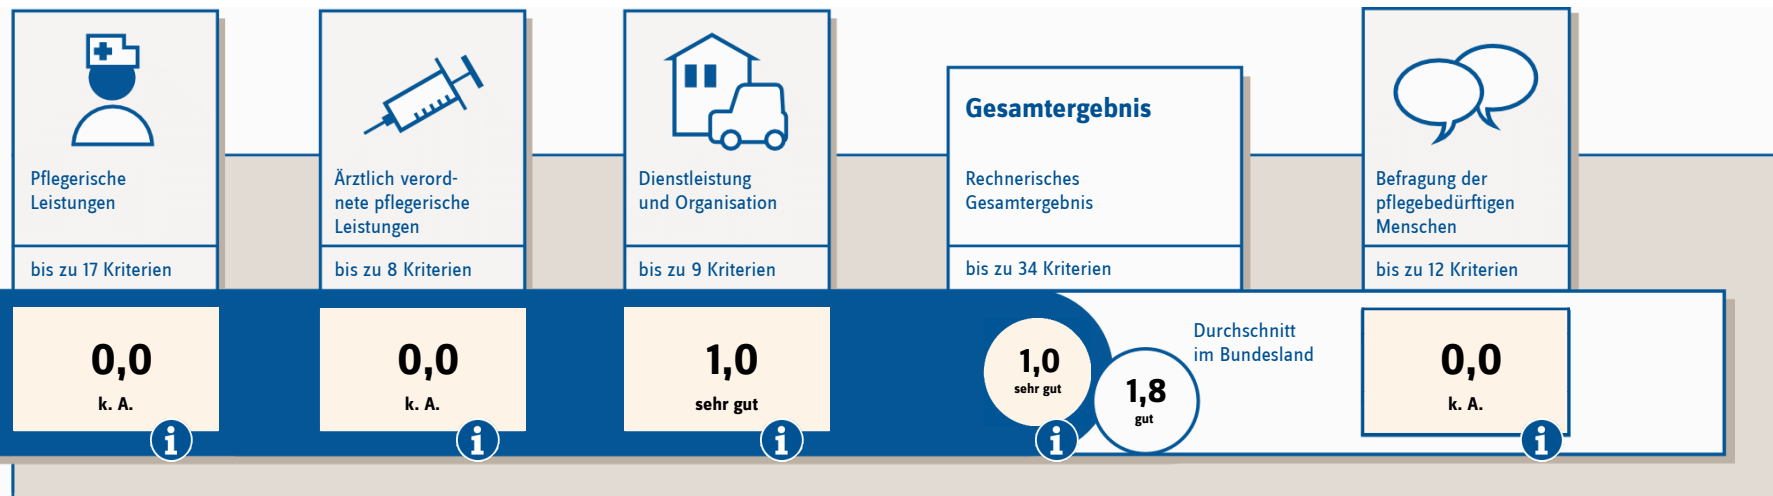 Pflegerische
Leistungen
bis zu 17 Kriterien
0,0
k. A.
Ärztlich verord-
nete pflegerische
Leistungen
bis zu 8 Kriterien
0,0
k. A.
Dienstleistung
und Organisation
bis zu 9 Kriterien
1,0
sehr gut
Gesamtergebnis
Rechnerisches
Gesamtergebnis
bis zu 34 Kriterien
1,0
sehr gut
1,8
gut
Durchschnitt
im Bundesland
Befragung der
pflegebedürftigen
Menschen
bis zu 12 Kriterien
0,0
k. A.